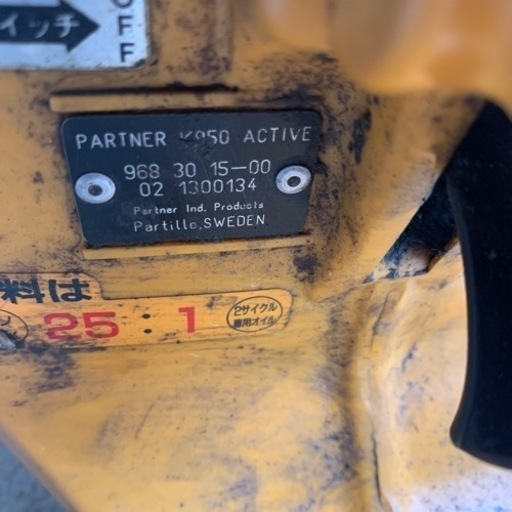 イッチ
OFF
PARTNER K950 ACTIVE
968 30 15-00
02 1300134
Partner Ind. Products
Partille, SWEDEN
料は
ン 25:1 2サイクル
専用オイル